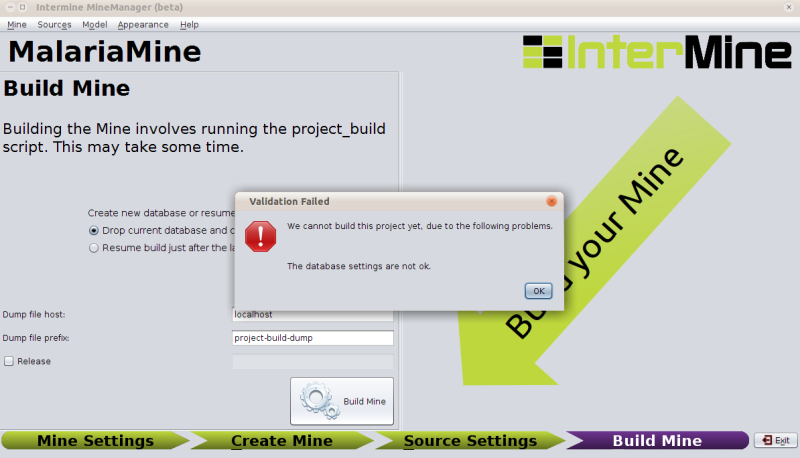 Intermine MineManager (beta)
Mine Sources Model Appearance Help
MalariaMine
InterMine
Build Mine
Building the Mine involves running the project_build
script. This may take some time.
Build your Mine
Validation Failed
We cannot build this project yet, due to the following problems.
The database settings are not ok.
OK
Create new database or resume
Drop current database and
Resume build just after the
Dump file host:
localhost
Dump file prefix:
project-build-dump
Release
Build Mine
Mine Settings
Create Mine
Source Settings
Build Mine
Exit